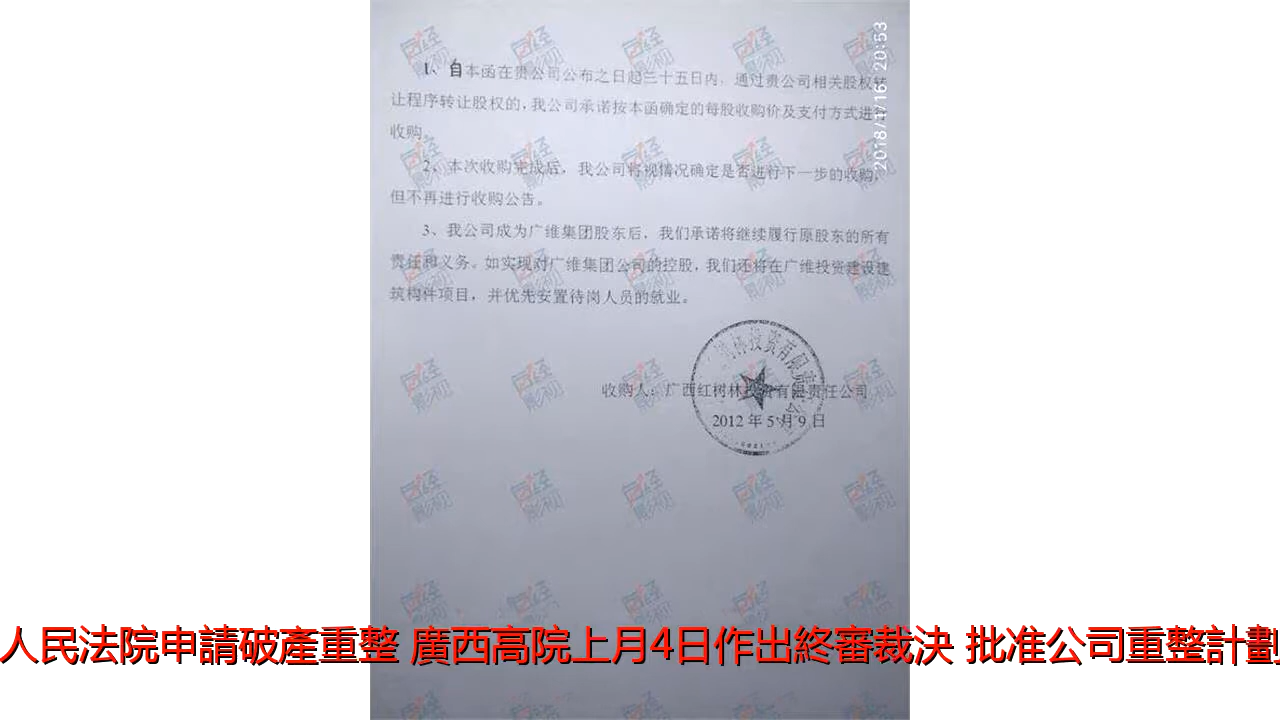 1、自本函在贵公司公布之日起三十五日内，通过贵公司相关股权转
让程序转让股权的，我公司承诺按本函确定的每股收购价及支付方式进行
收购。
2、本次收购完成后，我公司将视情况确定是否进行下一步的收购，
但不再进行收购公告。
3、我公司成为广维集团股东后，我们承诺将继续履行原股东的所有
责任和义务。如实现对广维集团公司的控股，我们还将在广维投资建设建
筑构件项目，并优先安置待岗人员的就业。
收购人：广西红树林投资有限责任公司
2012 年 5 月 9 日
2018/1/16 20:53
人民法院申請破產重整 廣西高院上月4日作出終審裁決 批准公司重整計劃